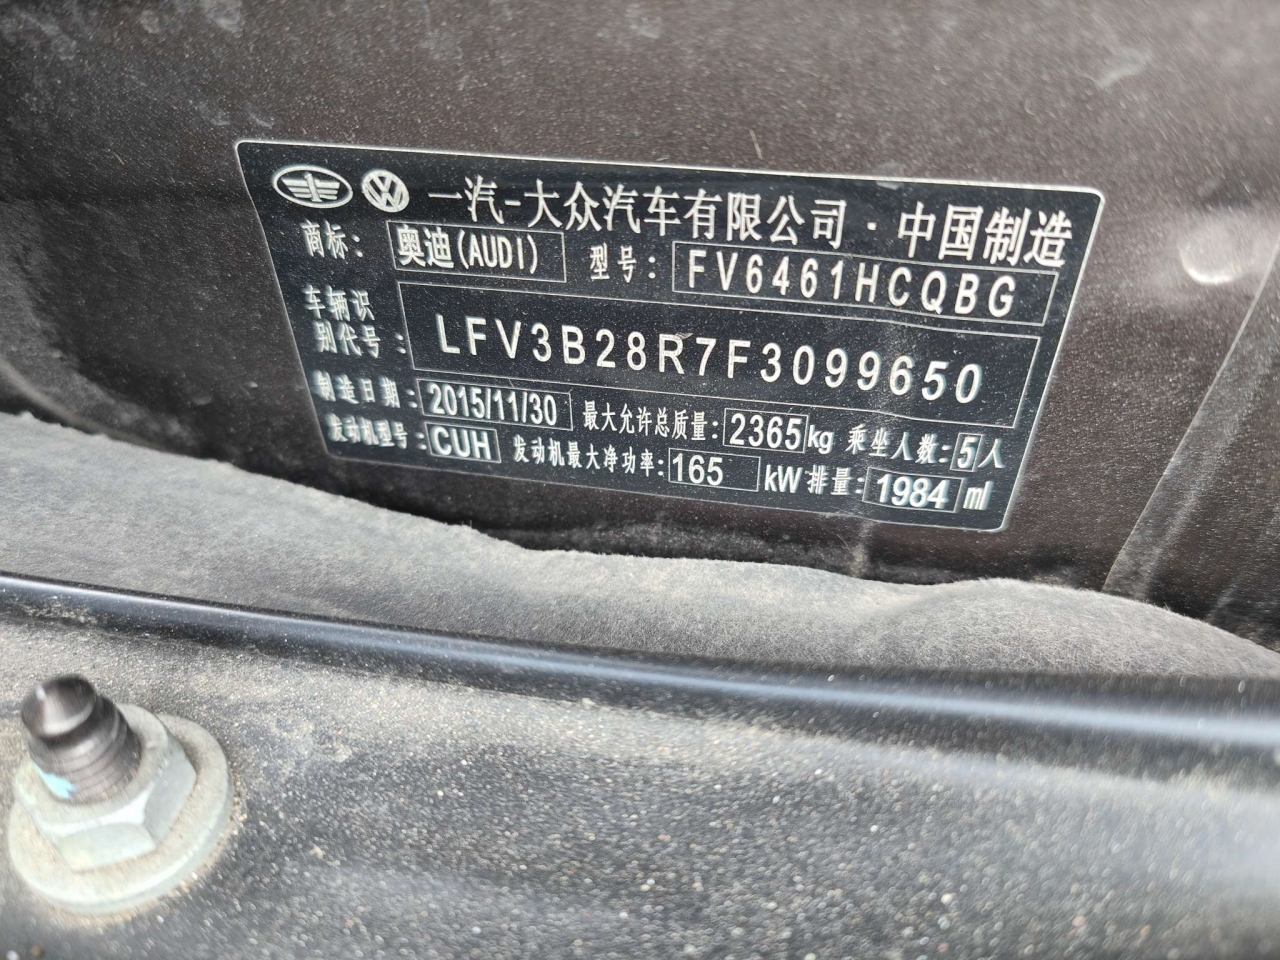 一汽-大众汽车有限公司·中国制造
商标：奥迪(AUDI) 型号：FV6461HCQBG
车辆识别代号：LFV3B28R7F3099650
制造日期：2015/11/30 最大允许总质量：2365kg 乘坐人数：5人
发动机型号：CUH 发动机最大净功率：165 kW 排量：1984 ml